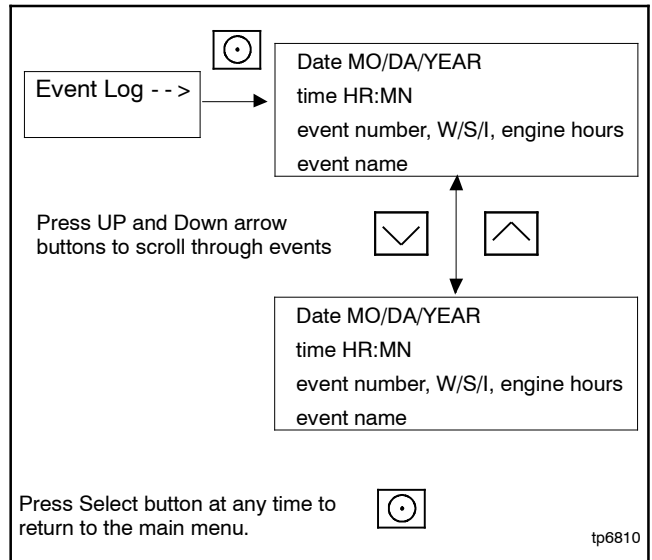 Event Log - - >
Date MO/DA/YEAR
time HR:MN
event number, W/S/I, engine hours
event name
Press UP and Down arrow
buttons to scroll through events
Date MO/DA/YEAR
time HR:MN
event number, W/S/I, engine hours
event name
Press Select button at any time to
return to the main menu.
tp6810